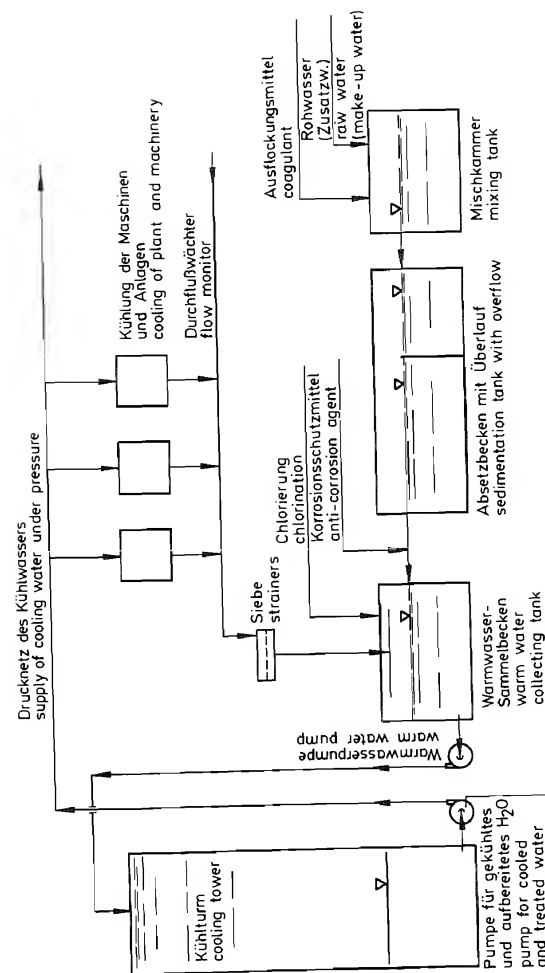 Drucknetz des Kühlwassers
supply of cooling water under pressure
Kühlung der Maschinen
und Anlagen
cooling of plant and machinery
Durchflußwächter
flow monitor
Siebe
strainers
Chlorierung
chlorination
Korrosionsschutzmittel
anti-corrosion agent
Ausflockungsmittel
coagulant
Rohwasser
(Zusatzw.)
raw water
(make-up water)
Warmwasserpumpe
warm water pump
Kühlturm
cooling tower
Pumpe für gekühltes
und aufbereitetes H₂O
pump for cooled
and treated water
Warmwasser-
Sammelbecken
warm water
collecting tank
Absetzbecken mit Überlauf
sedimentation tank with overflow
Mischkammer
mixing tank